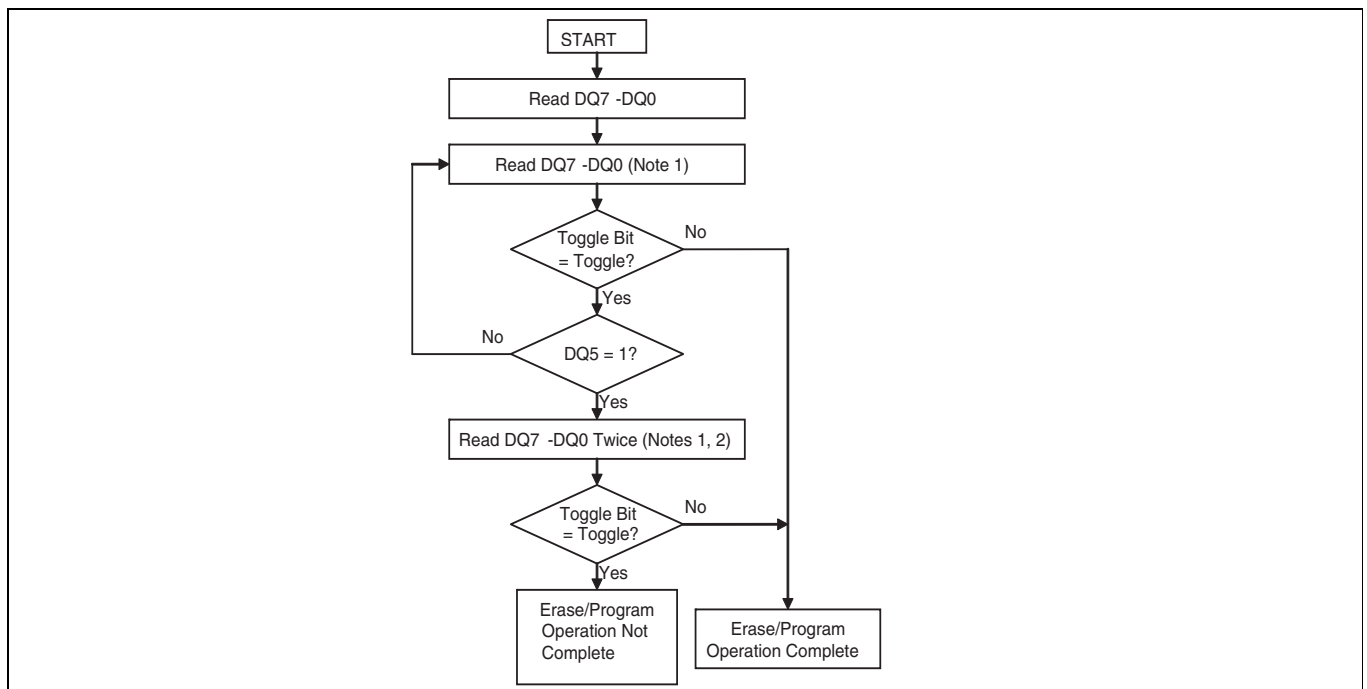 START
Read DQ7 -DQ0
Read DQ7 -DQ0 (Note 1)
Toggle Bit
= Toggle?
No
Yes
No
DQ5 = 1?
Yes
Read DQ7 -DQ0 Twice (Notes 1, 2)
Toggle Bit
= Toggle?
No
Yes
Erase/Program
Operation Not
Complete
Erase/Program
Operation Complete